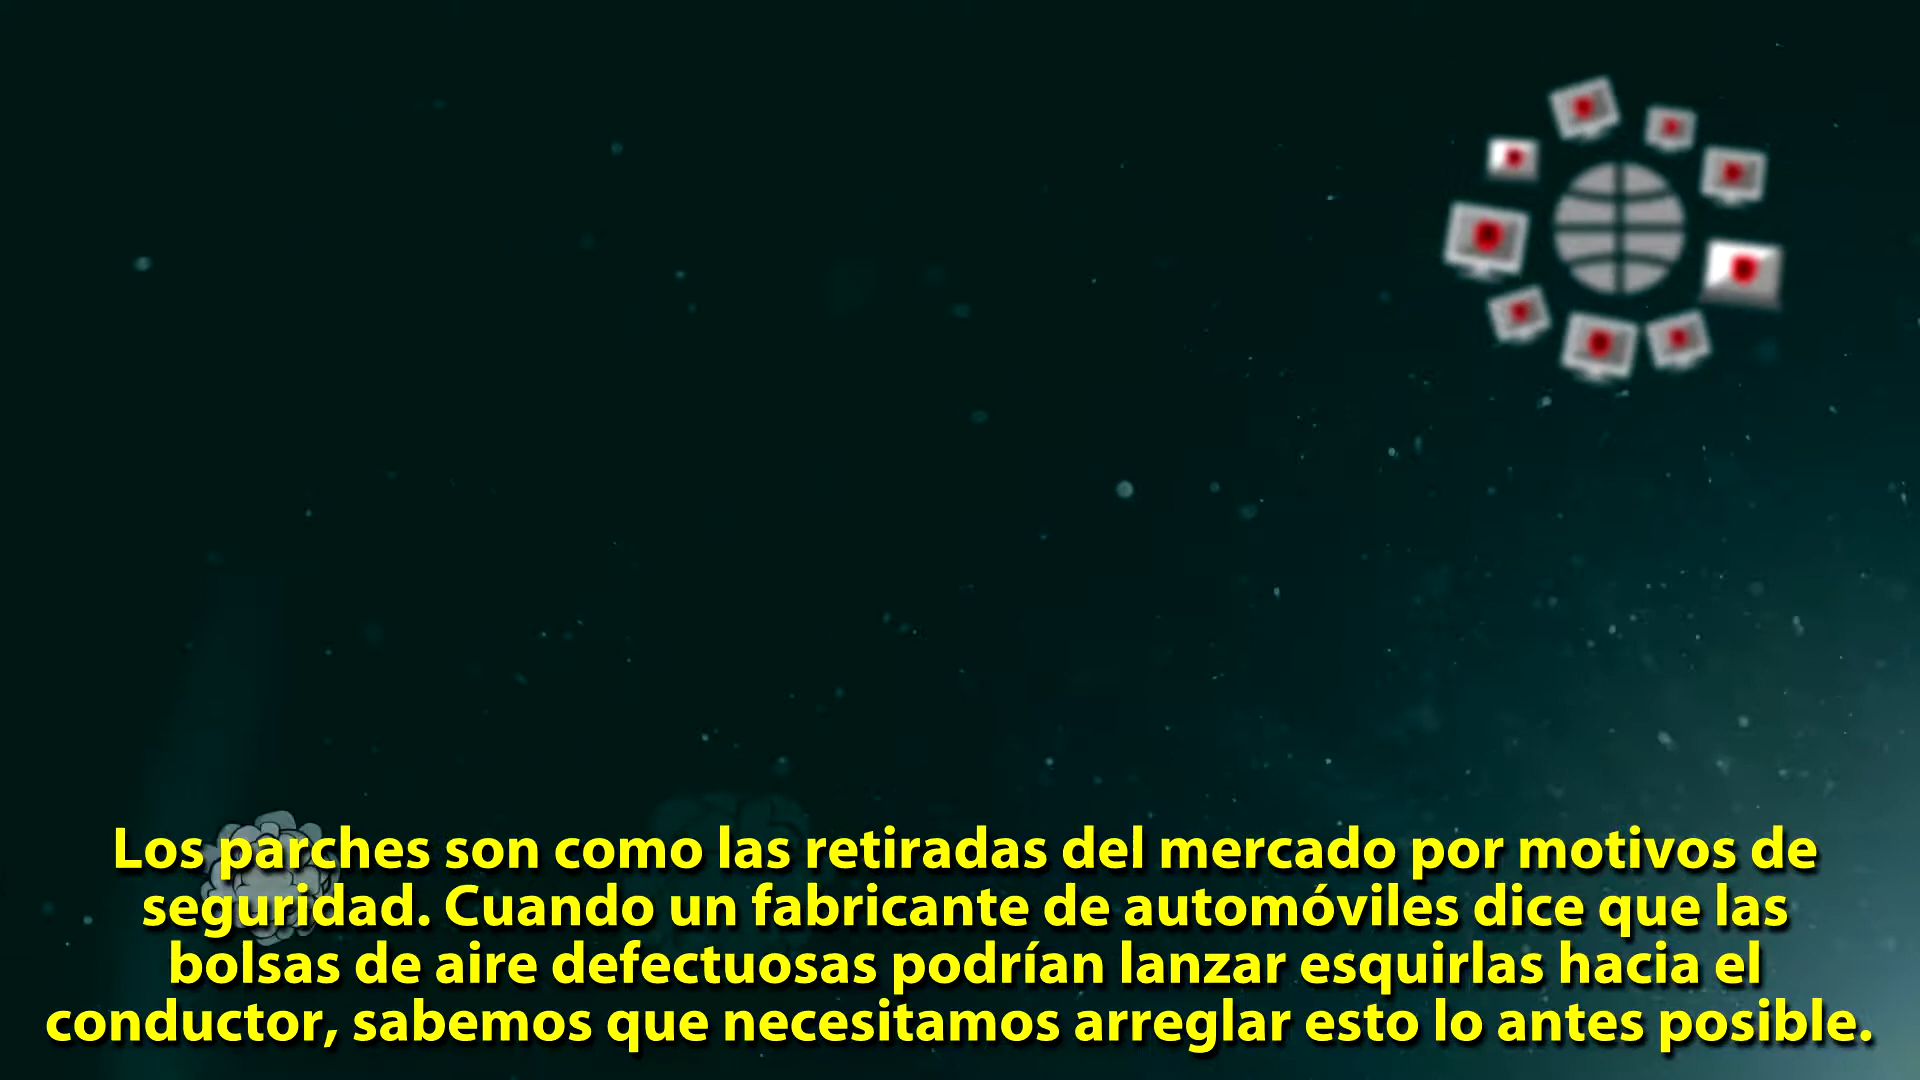 Los parches son como las retiradas del mercado por motivos de
seguridad. Cuando un fabricante de automóviles dice que las
bolsas de aire defectuosas podrían lanzar esquirlas hacia el
conductor, sabemos que necesitamos arreglar esto lo antes posible.